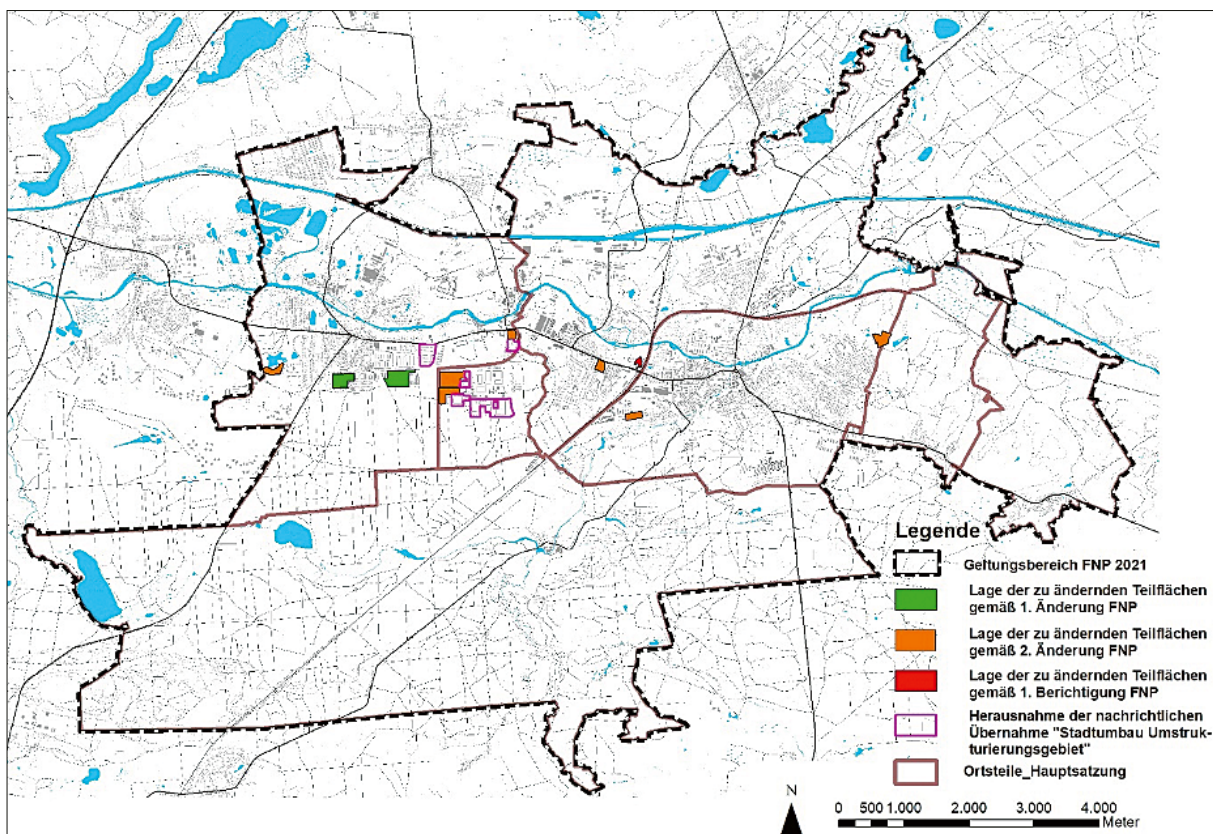 Legende
Geltungsbereich FNP 2021
Lage der zu ändernden Teilflächen
gemäß 1. Änderung FNP
Lage der zu ändernden Teilflächen
gemäß 2. Änderung FNP
Lage der zu ändernden Teilflächen
gemäß 1. Berichtigung FNP
Herausnahme der nachrichtlichen
Übernahme "Stadtumbau Umstruk-
turierungsgebiet"
Ortsteile_Hauptsatzung
N
0 500 1.000 2.000 3.000 4.000
Meter